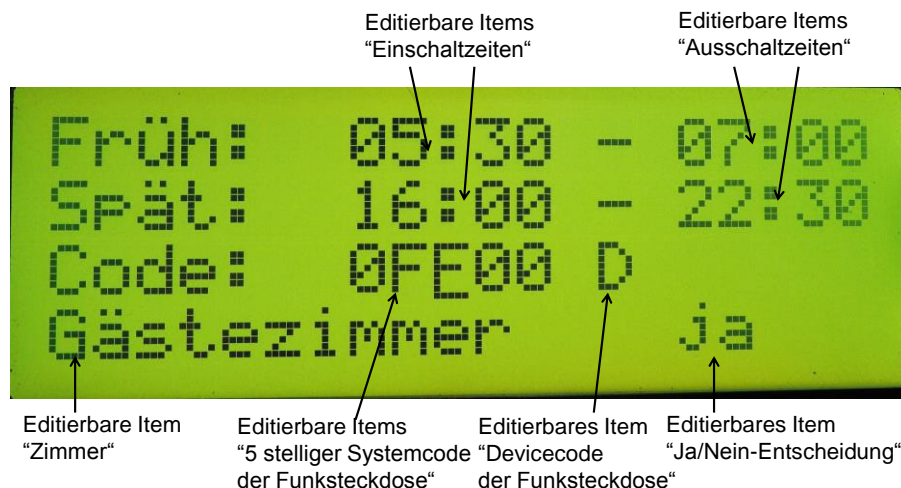 Editierbare Items
“Einschaltzeiten“
Editierbare Items
“Ausschaltzeiten“
Früh: 05:30 - 07:00
Spät: 16:00 - 22:30
Code: 0FE00 D
Gästezimmer ja
Editierbare Item
“Zimmer“
Editierbare Items
“5 stelliger Systemcode
der Funksteckdose“
Editierbares Item
“Devicecode
der Funksteckdose“
Editierbares Item
“Ja/Nein-Entscheidung“